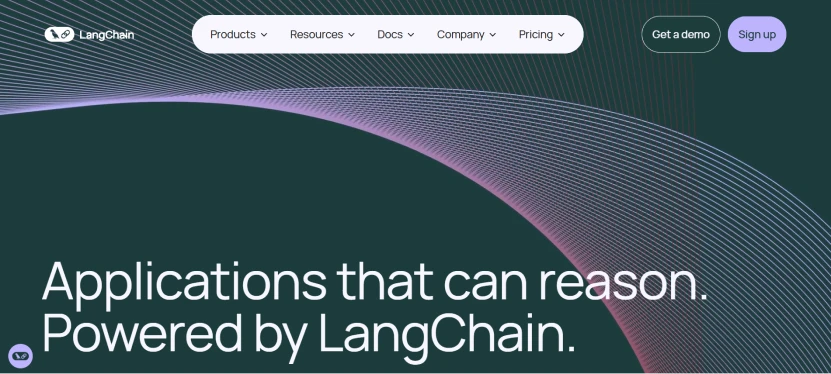 LangChain
Products
Resources
Docs
Company
Pricing
Get a demo
Sign up
Applications that can reason.
Powered by LangChain.